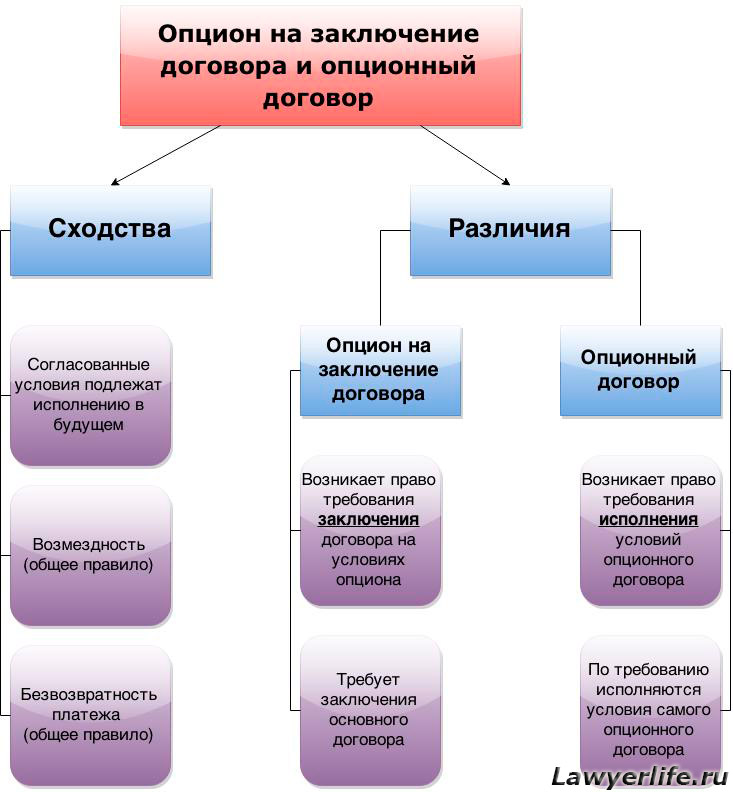 Опцион на заключение
договора и опционный
договор
Сходства
Различия
Согласованные
условия подлежат
исполнению в
будущем
Возмездность
(общее правило)
Безвозвратность
платежа
(общее правило)
Опцион на
заключение
договора
Возникает право
требования
заключения
договора на
условиях
опциона
Требует
заключения
основного
договора
Опционный
договор
Возникает право
требования
исполнения
условий
опционного
договора
По требованию
исполняются
условия самого
опционного
договора
Lawyerlife.ru